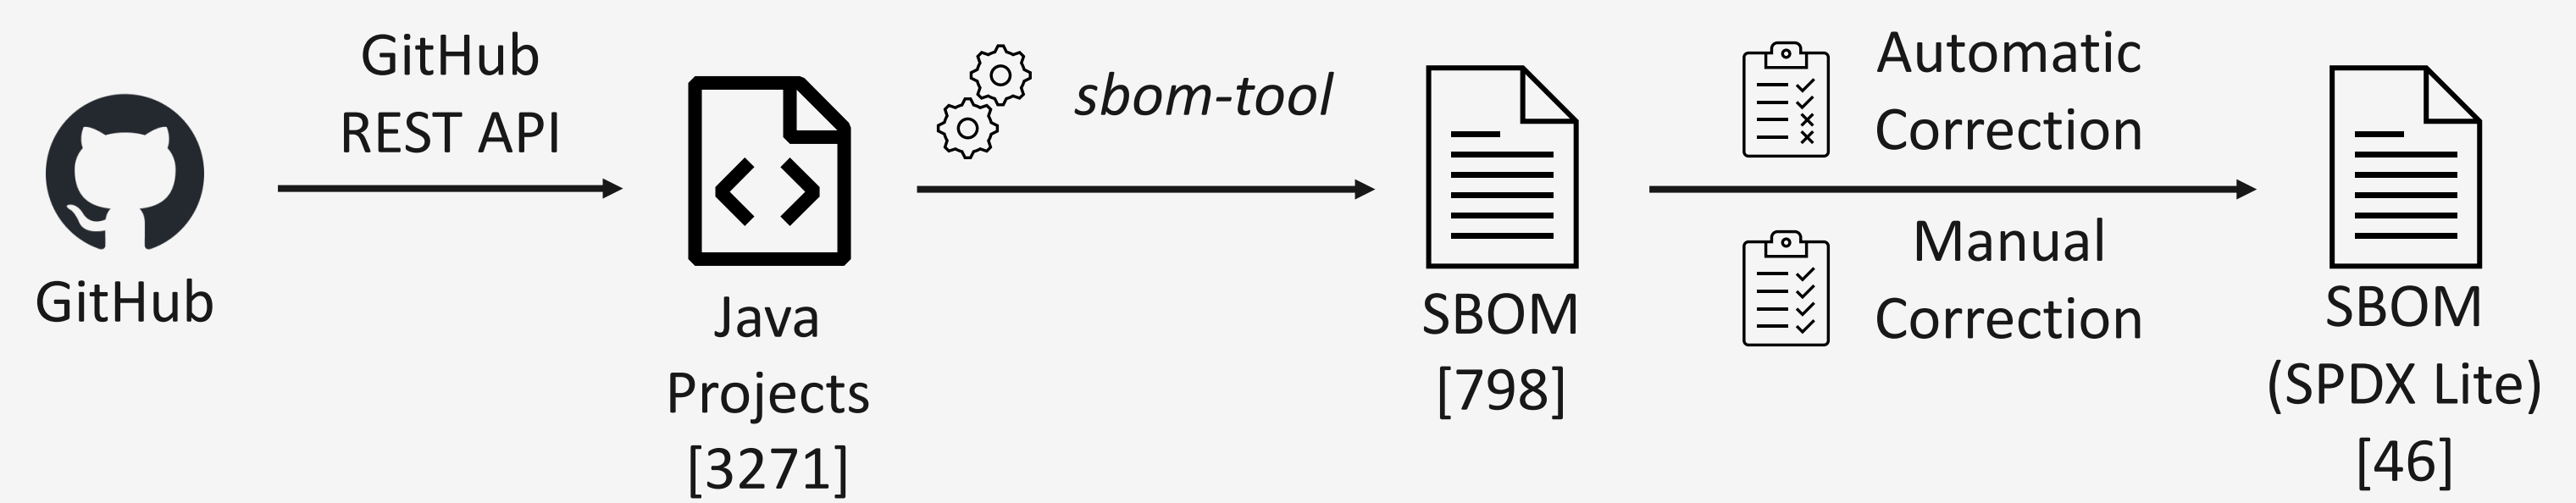 GitHub
GitHub
REST API
Java
Projects
[3271]
sbom-tool
SBOM
[798]
Automatic
Correction
Manual
Correction
SBOM
(SPDX Lite)
[46]